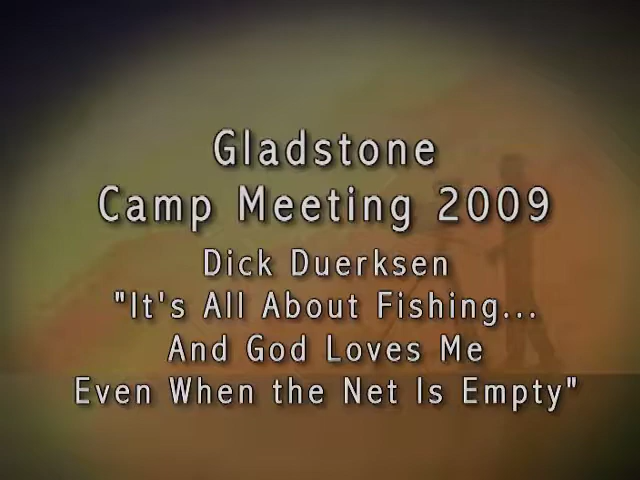 Gladstone
Camp Meeting 2009
Dick Duerksen
"It's All About Fishing...
And God Loves Me
Even When the Net Is Empty"